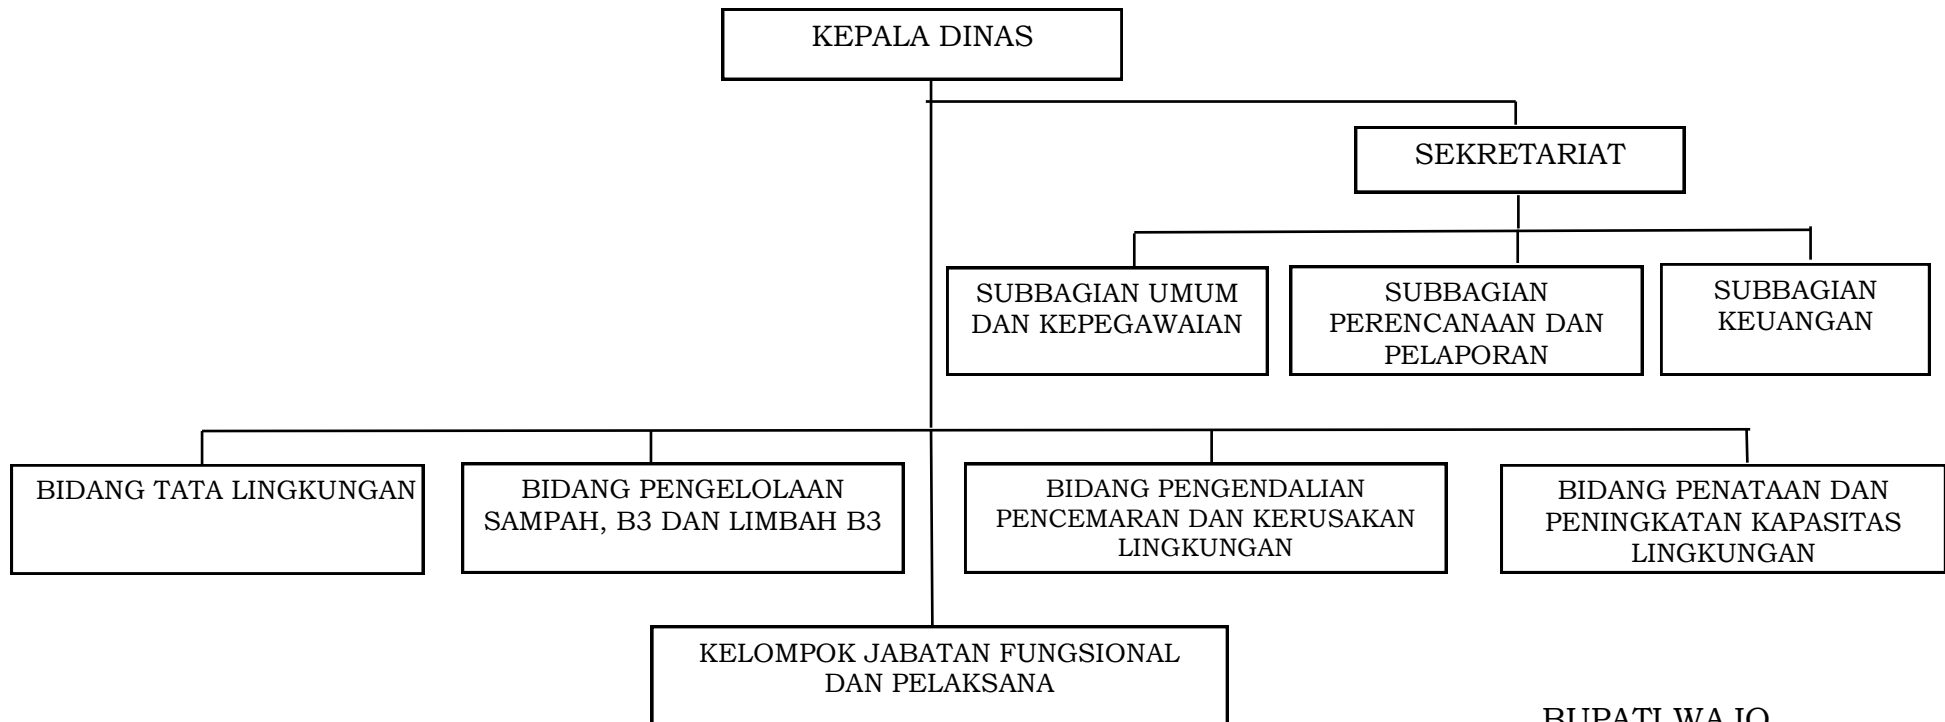 KEPALA DINAS
SEKRETARIAT
SUBBAGIAN UMUM
DAN KEPEGAWAIAN
SUBBAGIAN
PERENCANAAN DAN
PELAPORAN
SUBBAGIAN
KEUANGAN
BIDANG TATA LINGKUNGAN
BIDANG PENGELOLAAN
SAMPAH, B3 DAN LIMBAH B3
BIDANG PENGENDALIAN
PENCEMARAN DAN KERUSAKAN
LINGKUNGAN
BIDANG PENATAAN DAN
PENINGKATAN KAPASITAS
LINGKUNGAN
KELOMPOK JABATAN FUNGSIONAL
DAN PELAKSANA
BUPATI WAJO